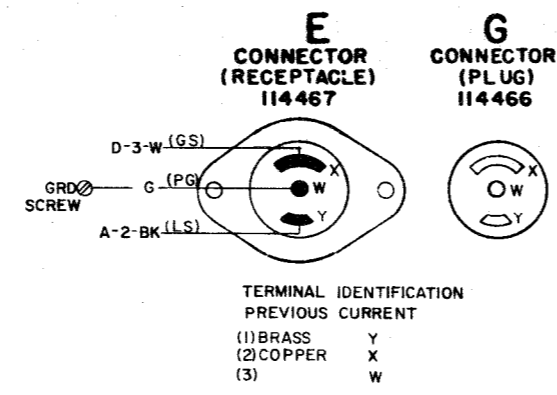 E
CONNECTOR
(RECEPTACLE)
114467
G
CONNECTOR
(PLUG)
114466
D-3-W (GS)
X
GRD
SCREW
G (PG)
W
A-2-BK (LS)
Y
X
W
Y
TERMINAL IDENTIFICATION
PREVIOUS CURRENT
(1) BRASS Y
(2) COPPER X
(3) W